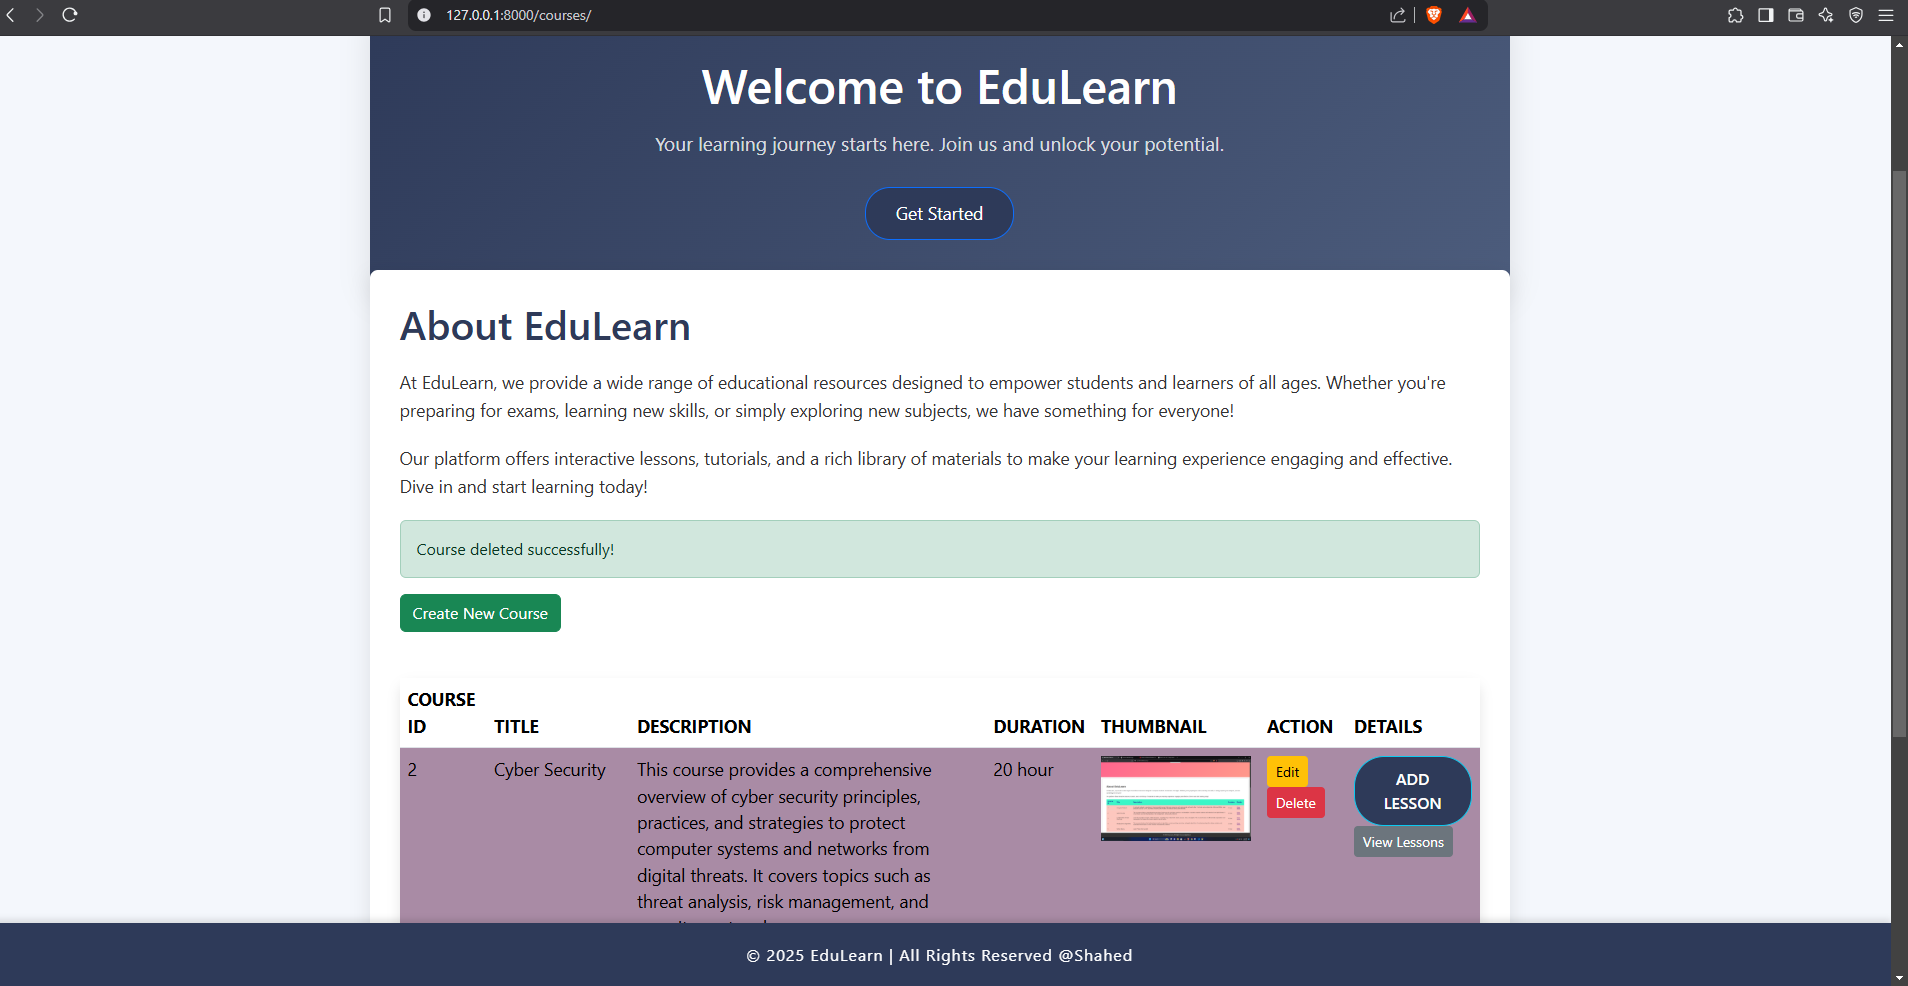 127.0.0.1:8000/courses/
Welcome to EduLearn
Your learning journey starts here. Join us and unlock your potential.
Get Started
About EduLearn
At EduLearn, we provide a wide range of educational resources designed to empower students and learners of all ages. Whether you're
preparing for exams, learning new skills, or simply exploring new subjects, we have something for everyone!
Our platform offers interactive lessons, tutorials, and a rich library of materials to make your learning experience engaging and effective.
Dive in and start learning today!
Course deleted successfully!
Create New Course
COURSE
ID TITLE DESCRIPTION DURATION THUMBNAIL ACTION DETAILS
2 Cyber Security This course provides a comprehensive 20 hour
overview of cyber security principles,
practices, and strategies to protect
computer systems and networks from
digital threats. It covers topics such as
threat analysis, risk management, and
Edit
Delete
ADD
LESSON
View Lessons
© 2025 EduLearn | All Rights Reserved @Shahed